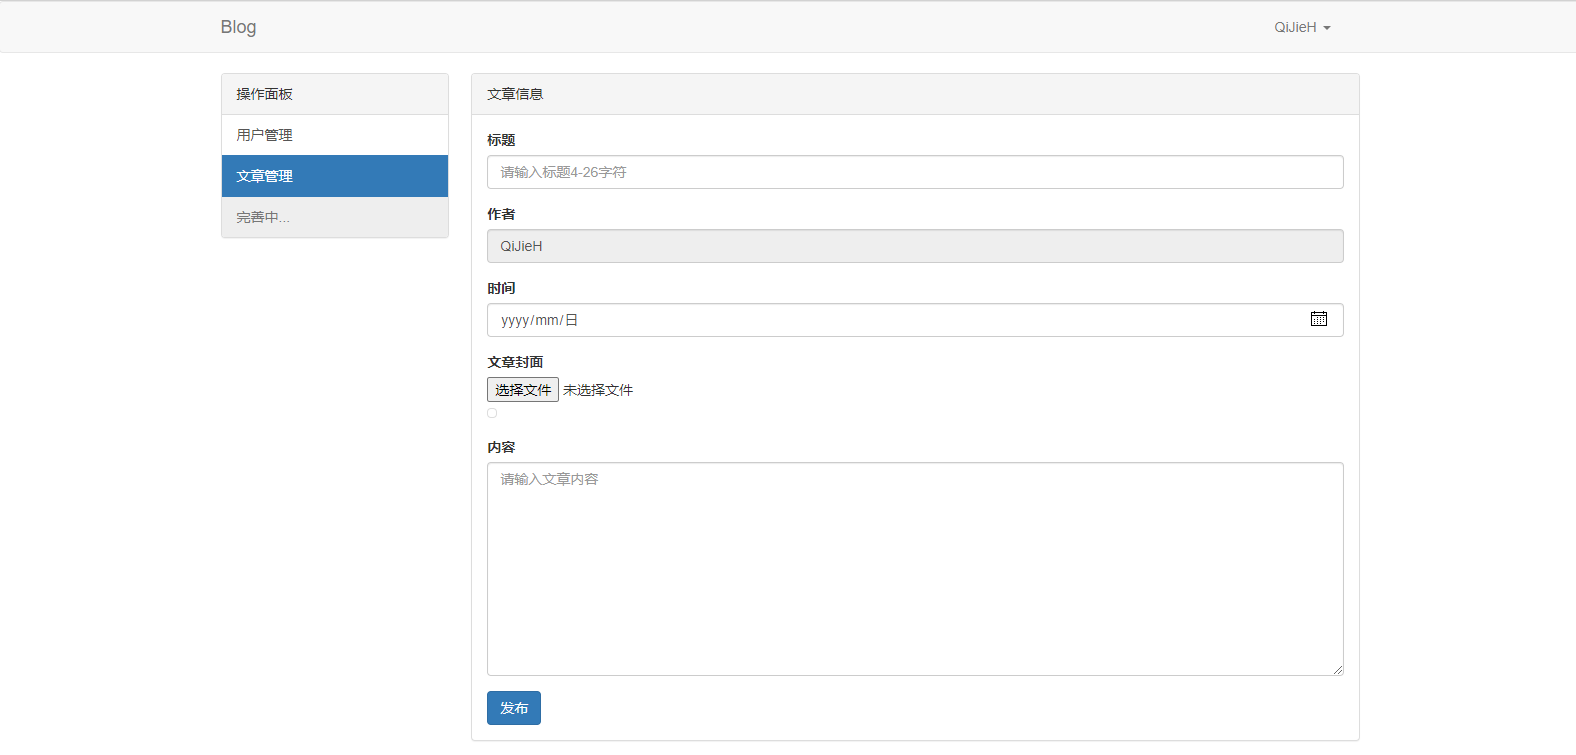 Blog
QiJieH
操作面板
用户管理
文章管理
完善中...
文章信息
标题
请输入标题4-26字符
作者
QiJieH
时间
yyyy/mm/日
文章封面
选择文件 未选择文件
内容
请输入文章内容
发布